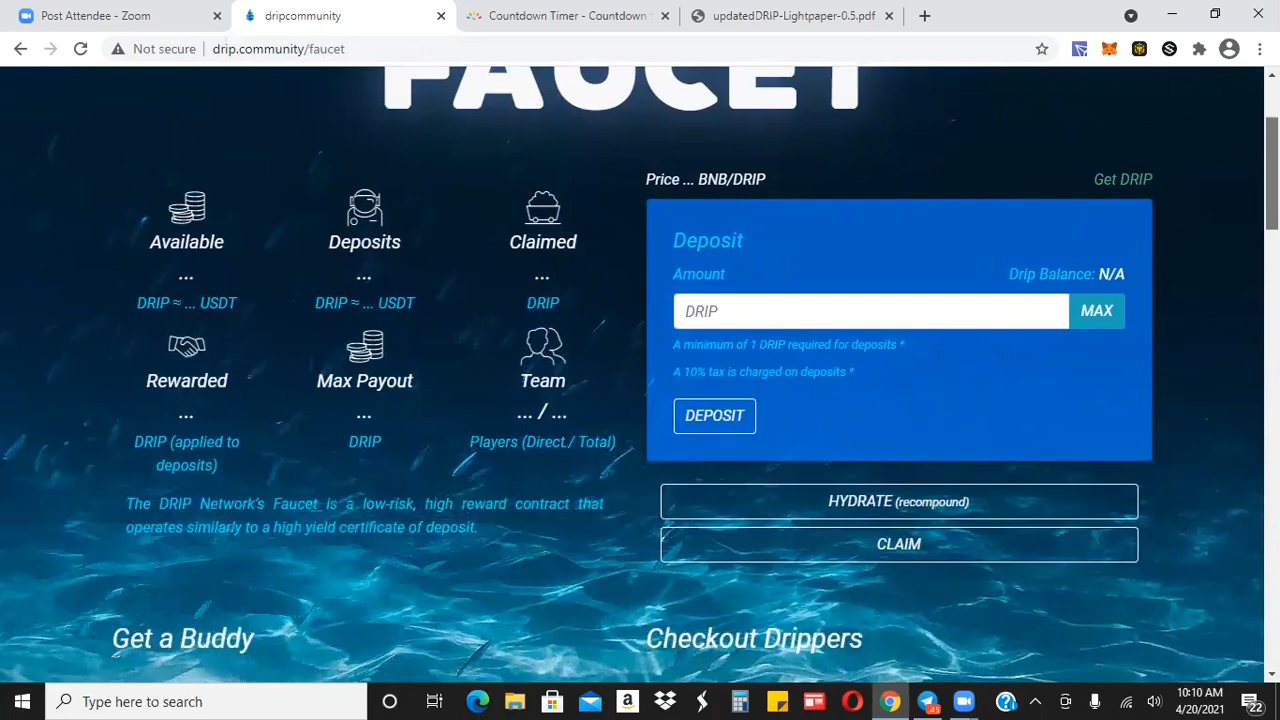 Post Attendee - Zoom
dripcommunity
Countdown Timer - Countdown
updatedDRIP-Lightpaper-0.5.pdf
Not secure
drip.community/faucet
FAUCET
Available
...
DRIP ≈ ... USDT
Deposits
...
DRIP ≈ ... USDT
Claimed
...
DRIP
Rewarded
...
DRIP (applied to
deposits)
Max Payout
...
DRIP
Team
... / ...
Players (Direct / Total)
The DRIP Network's Faucet is a low-risk, high reward contract that
operates similarly to a high yield certificate of deposit.
Price ... BNB/DRIP
Get DRIP
Deposit
Amount
Drip Balance: N/A
DRIP
MAX
A minimum of 1 DRIP required for deposits *
A 10% tax is charged on deposits *
DEPOSIT
HYDRATE (recompound)
CLAIM
Get a Buddy
Checkout Drippers
Type here to search
10:10 AM
4/20/2021
22